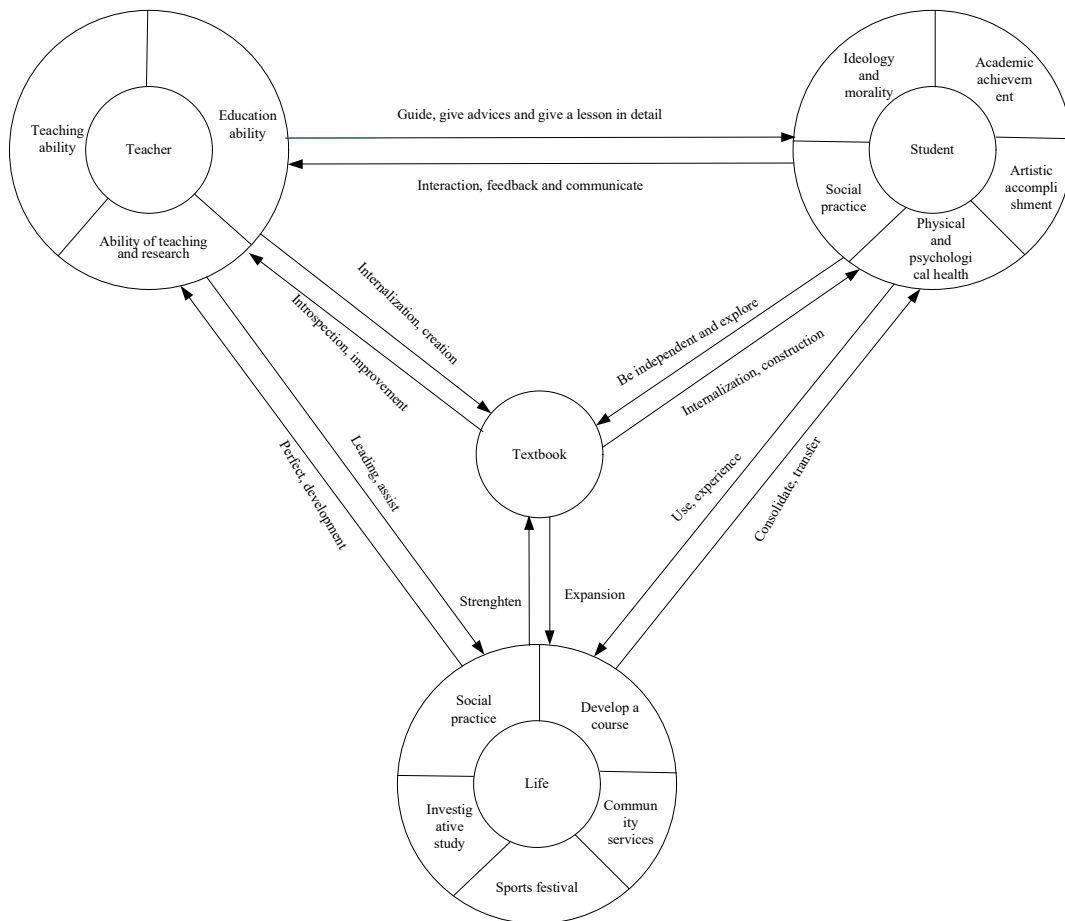 Teaching
ability
Teacher
Education
ability
Ability of teaching
and research
Guide, give advices and give a lesson in detail
Interaction, feedback and communicate
Ideology
and
morality
Academic
achievem
ent
Student
Social
practice
Artistic
accompli
shment
Physical
and
psychologi
cal health
Internalization, creation
Introspection, improvement
Be independent and explore
Internalization, construction
Textbook
Leading, assist
Perfect, development
Use, experience
Consolidate, transfer
Strenghten
Expansion
Social
practice
Develop a
course
Life
Investig
ative
study
Commun
ity
services
Sports festival